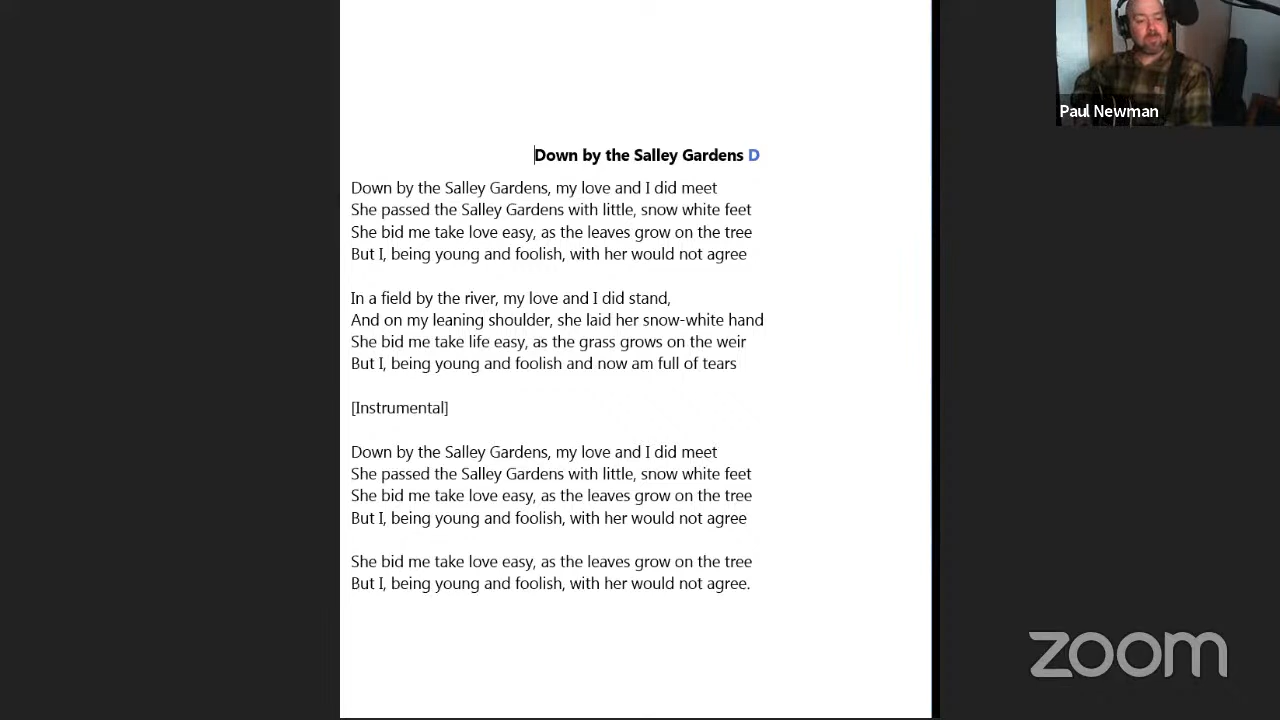 Paul Newman
Down by the Salley Gardens D
Down by the Salley Gardens, my love and I did meet
She passed the Salley Gardens with little, snow white feet
She bid me take love easy, as the leaves grow on the tree
But I, being young and foolish, with her would not agree
In a field by the river, my love and I did stand,
And on my leaning shoulder, she laid her snow-white hand
She bid me take life easy, as the grass grows on the weir
But I, being young and foolish and now am full of tears
[Instrumental]
Down by the Salley Gardens, my love and I did meet
She passed the Salley Gardens with little, snow white feet
She bid me take love easy, as the leaves grow on the tree
But I, being young and foolish, with her would not agree
She bid me take love easy, as the leaves grow on the tree
But I, being young and foolish, with her would not agree.
zoom